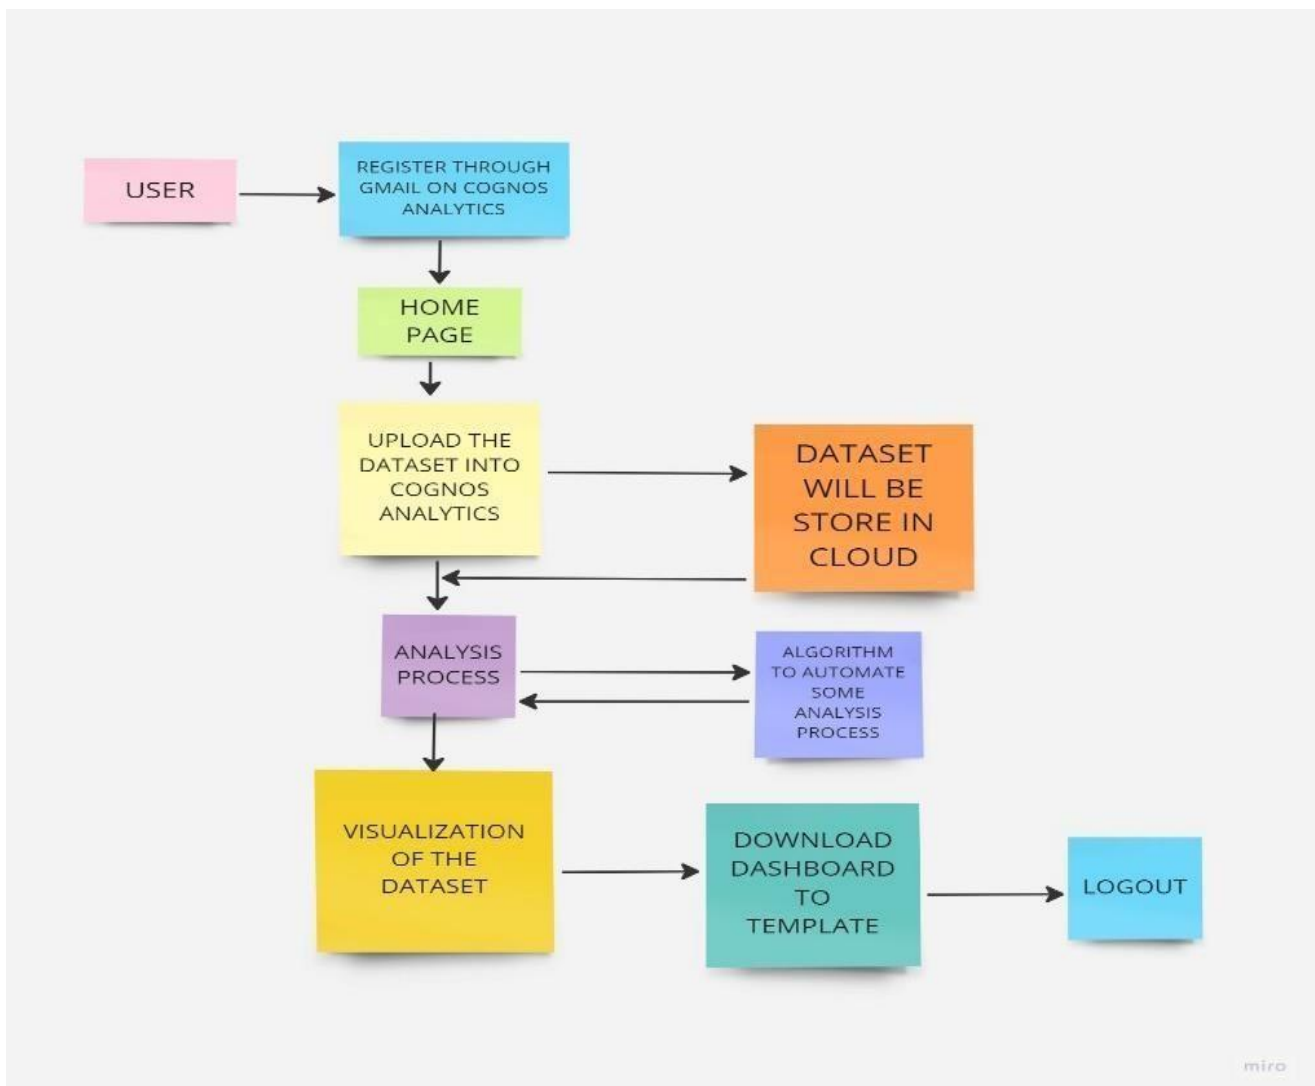 USER
REGISTER THROUGH
GMAIL ON COGNOS
ANALYTICS
HOME
PAGE
UPLOAD THE
DATASET INTO
COGNOS
ANALYTICS
DATASET
WILL BE
STORE IN
CLOUD
ANALYSIS
PROCESS
ALGORITHM
TO AUTOMATE
SOME
ANALYSIS
PROCESS
VISUALIZATION
OF THE
DATASET
DOWNLOAD
DASHBOARD
TO
TEMPLATE
LOGOUT
miro